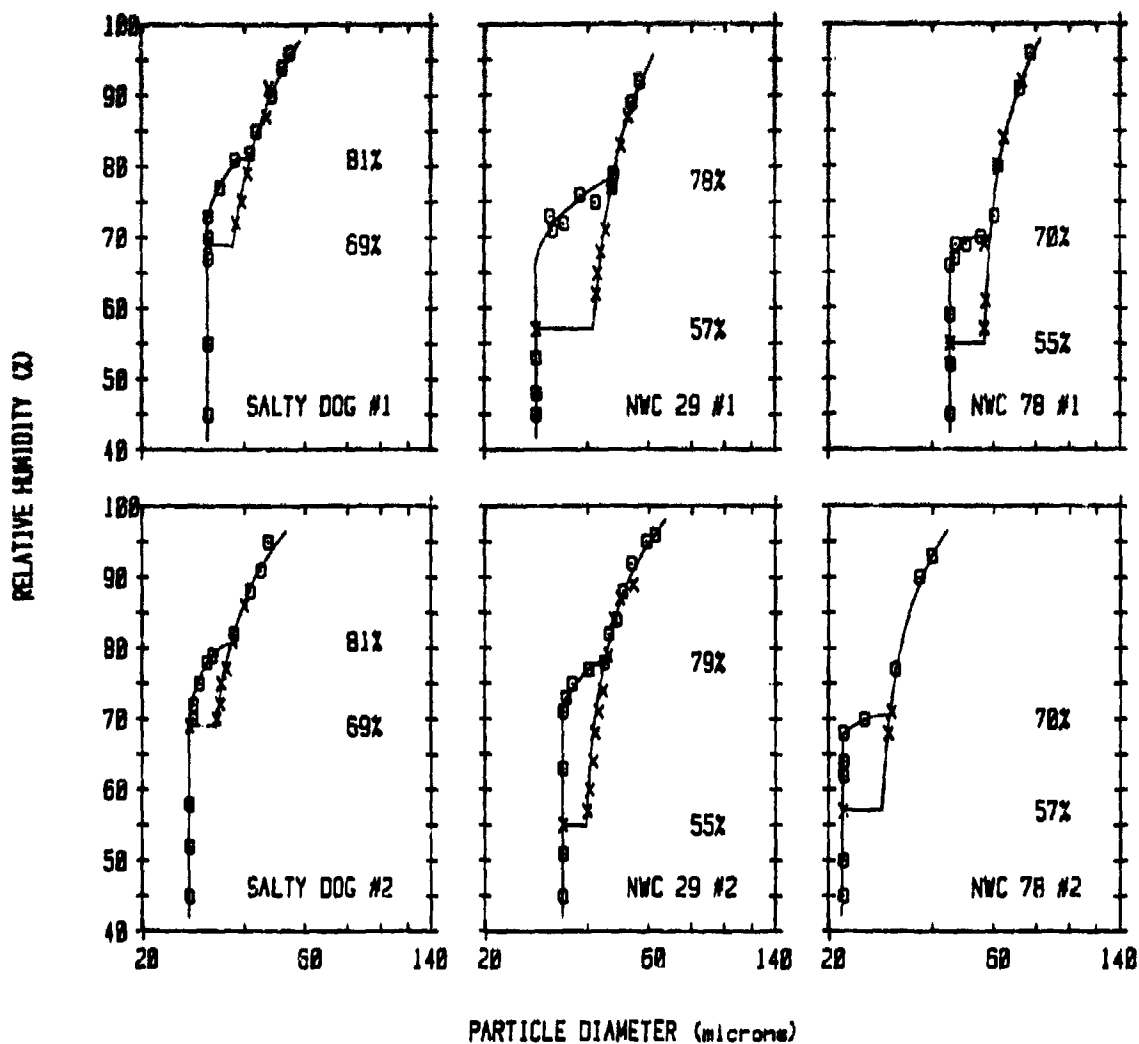 100
90
80
70
60
50
40
81%
69%
SALTY DOG #1
78%
57%
NWC 29 #1
70%
55%
NWC 78 #1
RELATIVE HUMIDITY (%)
100
90
80
70
60
50
40
81%
69%
SALTY DOG #2
79%
55%
NWC 29 #2
70%
57%
NWC 78 #2
20 60 140
20 60 140
20 60 140
PARTICLE DIAMETER (microns)